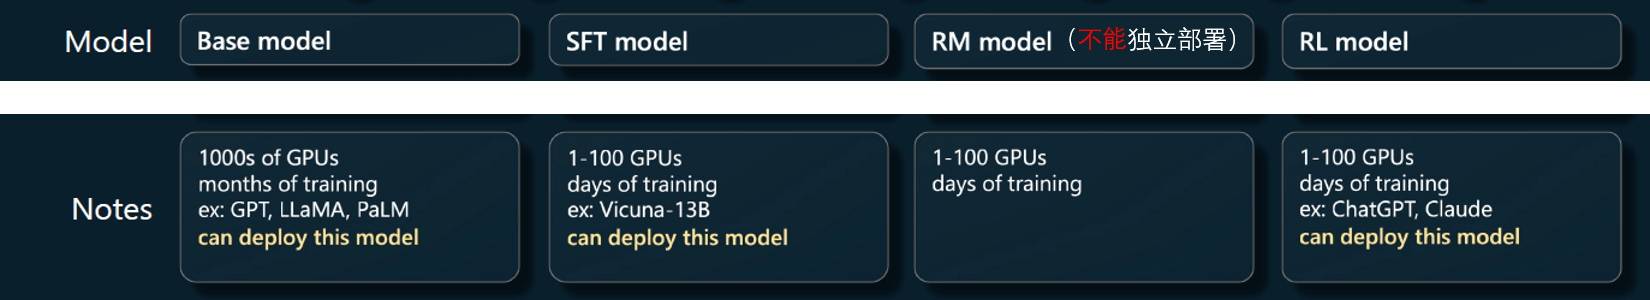 Model
Base model
SFT model
RM model（不能独立部署）
RL model
Notes
1000s of GPUs
months of training
ex: GPT, LLaMA, PaLM
can deploy this model
1-100 GPUs
days of training
ex: Vicuna-13B
can deploy this model
1-100 GPUs
days of training
1-100 GPUs
days of training
ex: ChatGPT, Claude
can deploy this model